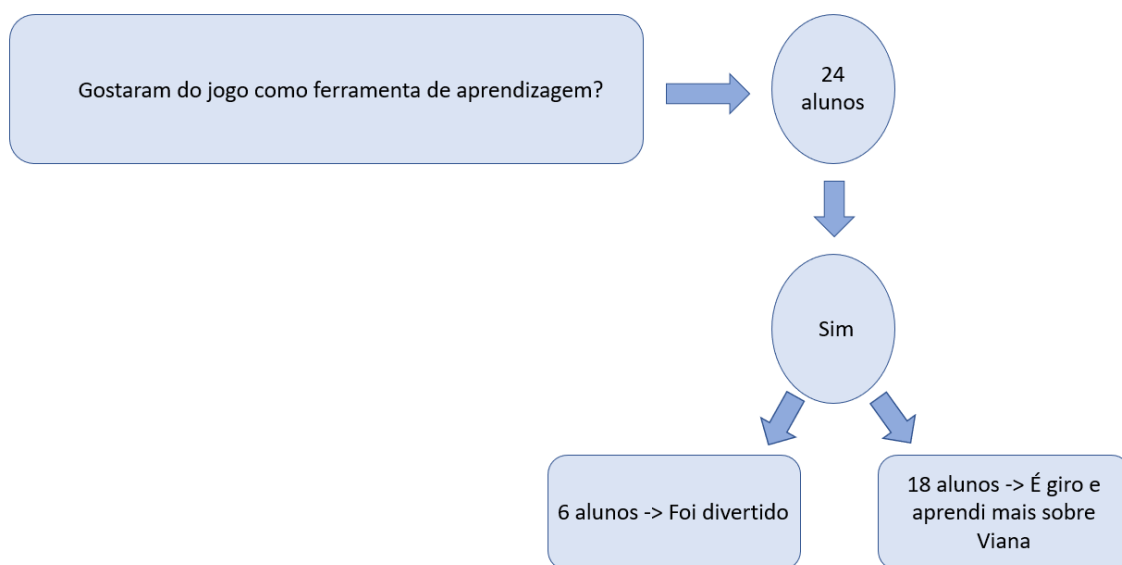 Gostaram do jogo como ferramenta de aprendizagem?
24
alunos
Sim
6 alunos -> Foi divertido
18 alunos -> É giro e
aprendi mais sobre
Viana